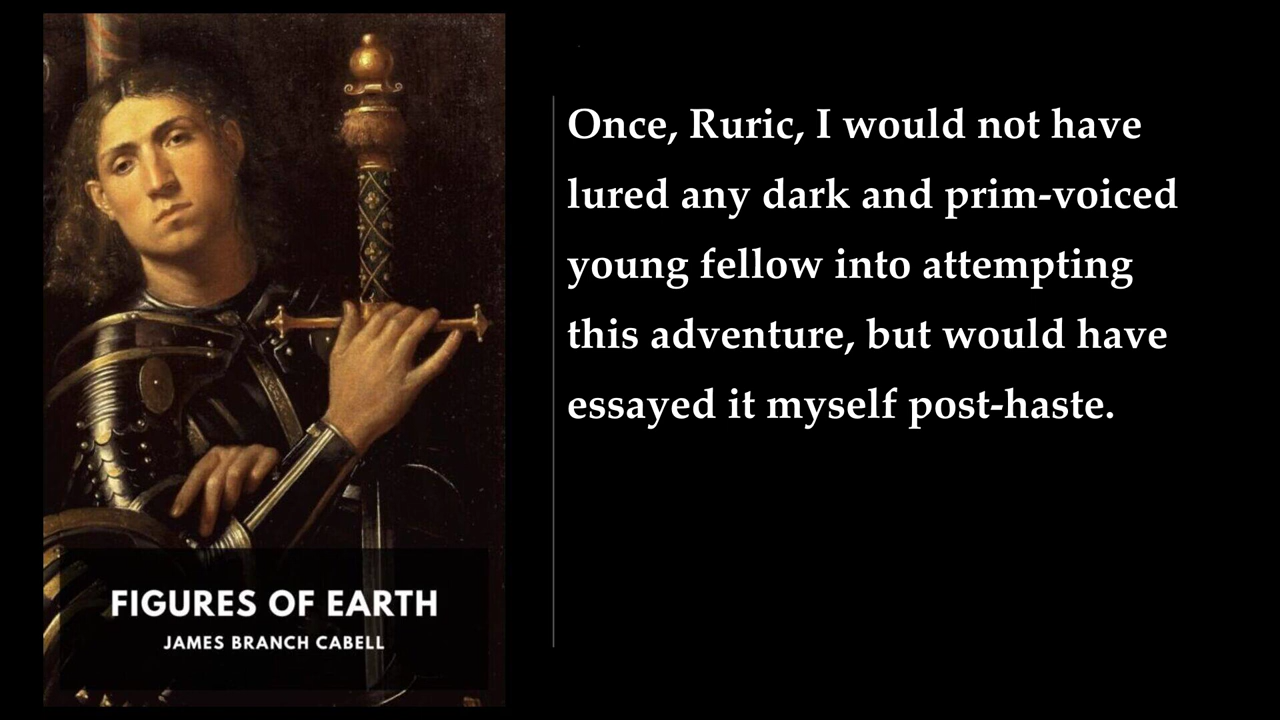 Once, Ruric, I would not have
lured any dark and prim-voiced
young fellow into attempting
this adventure, but would have
essayed it myself post-haste.
FIGURES OF EARTH
JAMES BRANCH CABELL